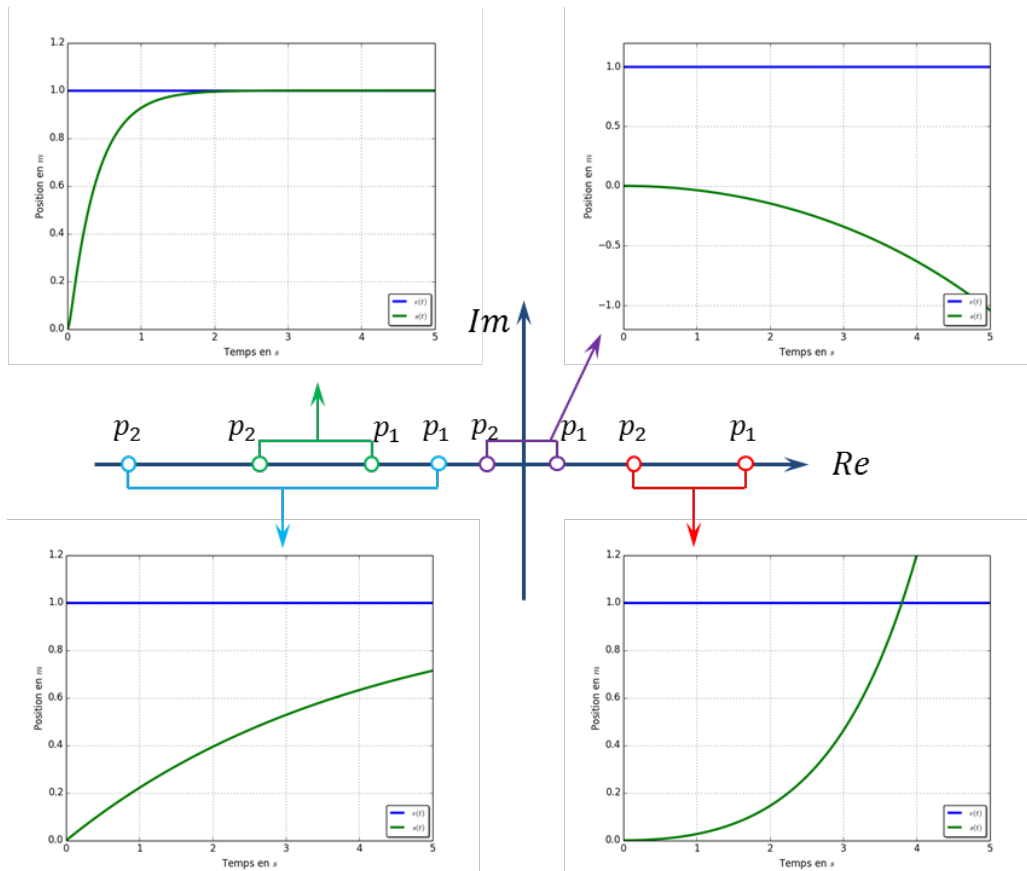 1.2
1.0
0.8
0.6
0.4
0.2
0.0
Position en m
0 1 2 3 4 5
Temps en s
e(t)
s(t)
1.0
0.5
0.0
−0.5
−1.0
Position en m
0 1 2 3 4 5
Temps en s
e(t)
s(t)
Im
p₂ p₂ p₁ p₁ p₂ p₁ p₂ p₁
Re
1.2
1.0
0.8
0.6
0.4
0.2
0.0
Position en m
0 1 2 3 4 5
Temps en s
e(t)
s(t)
1.2
1.0
0.8
0.6
0.4
0.2
0.0
Position en m
0 1 2 3 4 5
Temps en s
e(t)
s(t)